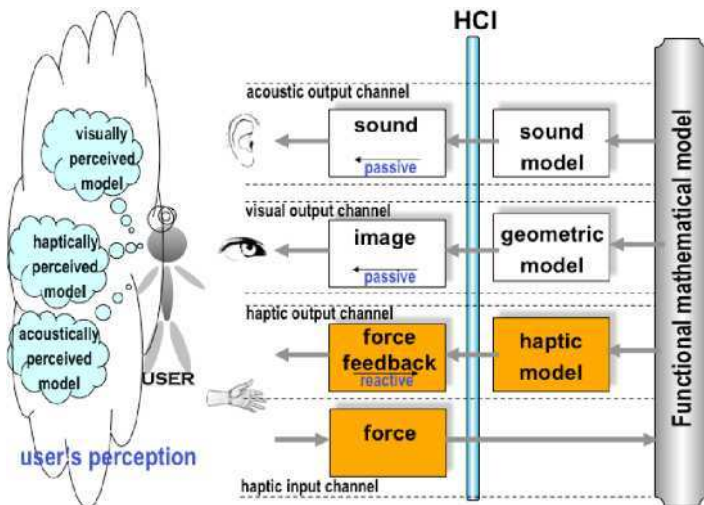 HCI
acoustic output channel
sound
passive
sound
model
visual output channel
image
passive
geometric
model
haptic output channel
force
feedback
reactive
haptic
model
force
haptic input channel
Functional mathematical model
visually
perceived
model
haptically
perceived
model
acoustically
perceived
model
USER
user's perception